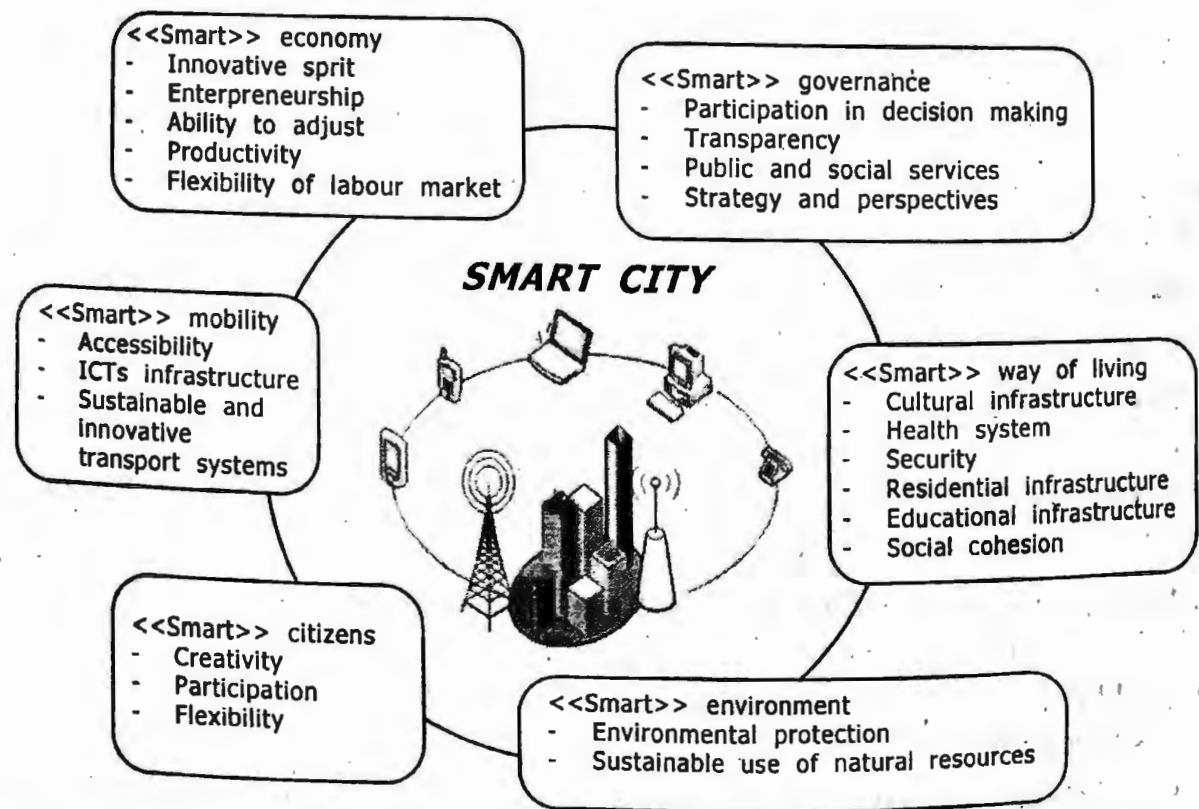 <<Smart>> economy
- Innovative sprit
- Enterpreneurship
- Ability to adjust
- Productivity
- Flexibility of labour market
<<Smart>> governance
- Participation in decision making
- Transparency
- Public and social services
- Strategy and perspectives
SMART CITY
<<Smart>> mobility
- Accessibility
- ICTs infrastructure
- Sustainable and
innovative
transport systems
<<Smart>> way of living
- Cultural infrastructure
- Health system
- Security
- Residential infrastructure
- Educational infrastructure
- Social cohesion
<<Smart>> citizens
- Creativity
- Participation
- Flexibility
<<Smart>> environment
- Environmental protection
- Sustainable use of natural resources